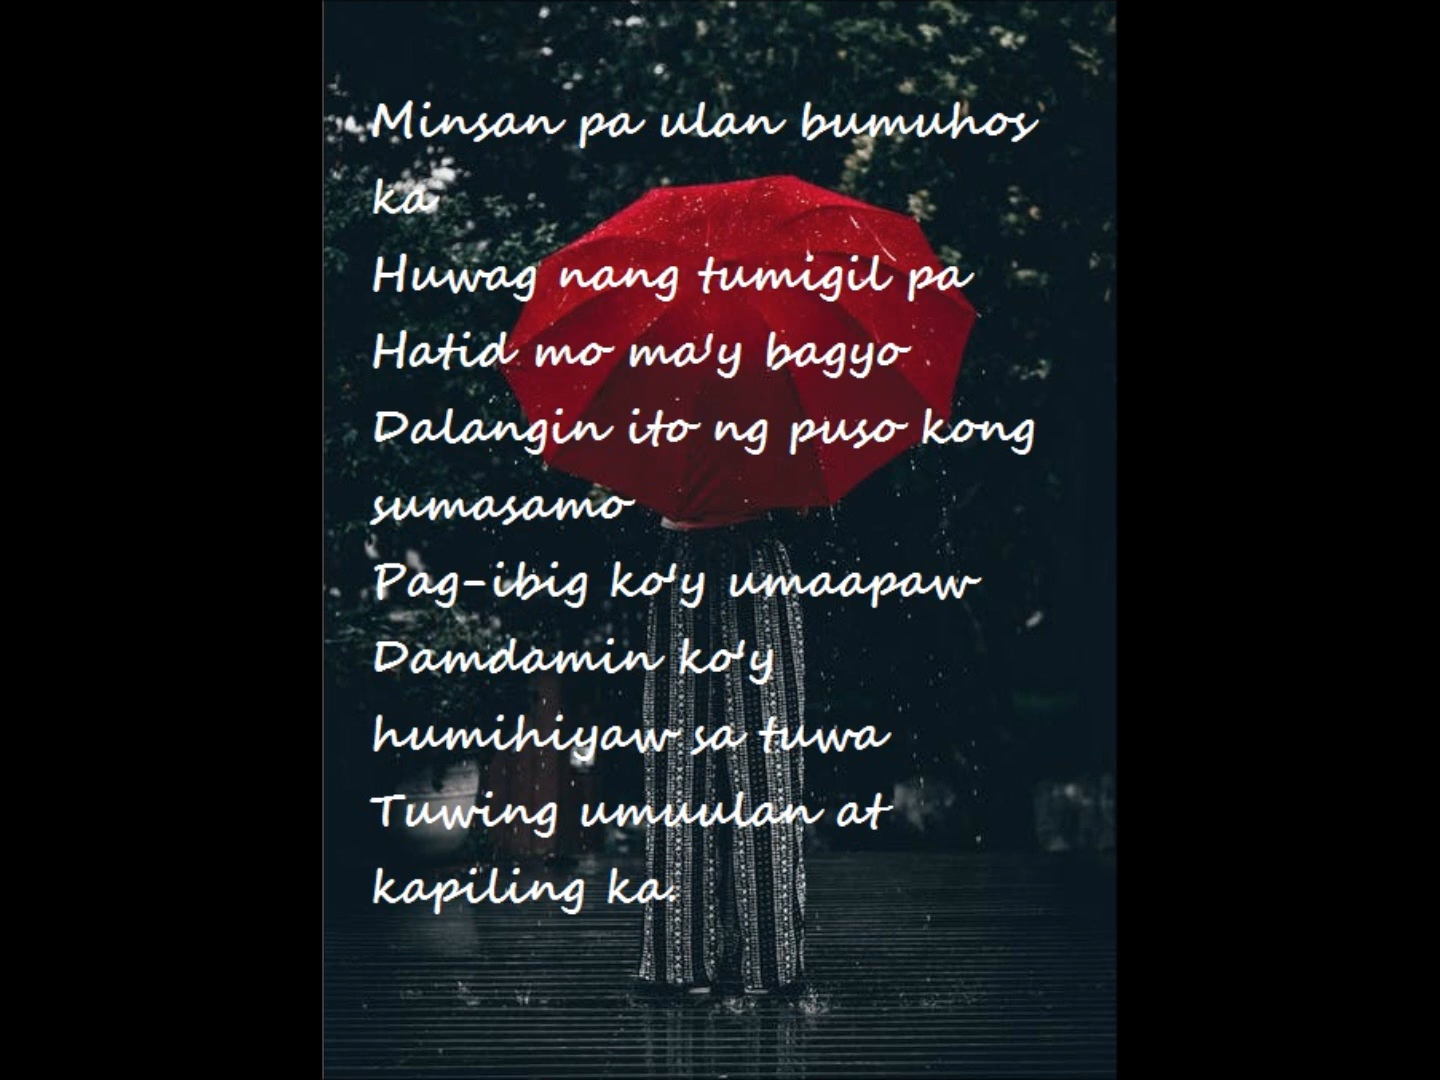 Minsan pa ulan bumuhos
ka
Huwag nang tumigil pa
Hatid mo ma'y bagyo
Dalangin ito ng puso kong
sumasamo
Pag-ibig ko'y umaapaw
Damdamin ko'y
humihiyaw sa tuwa
Tuwing umuulan at
kapiling ka.